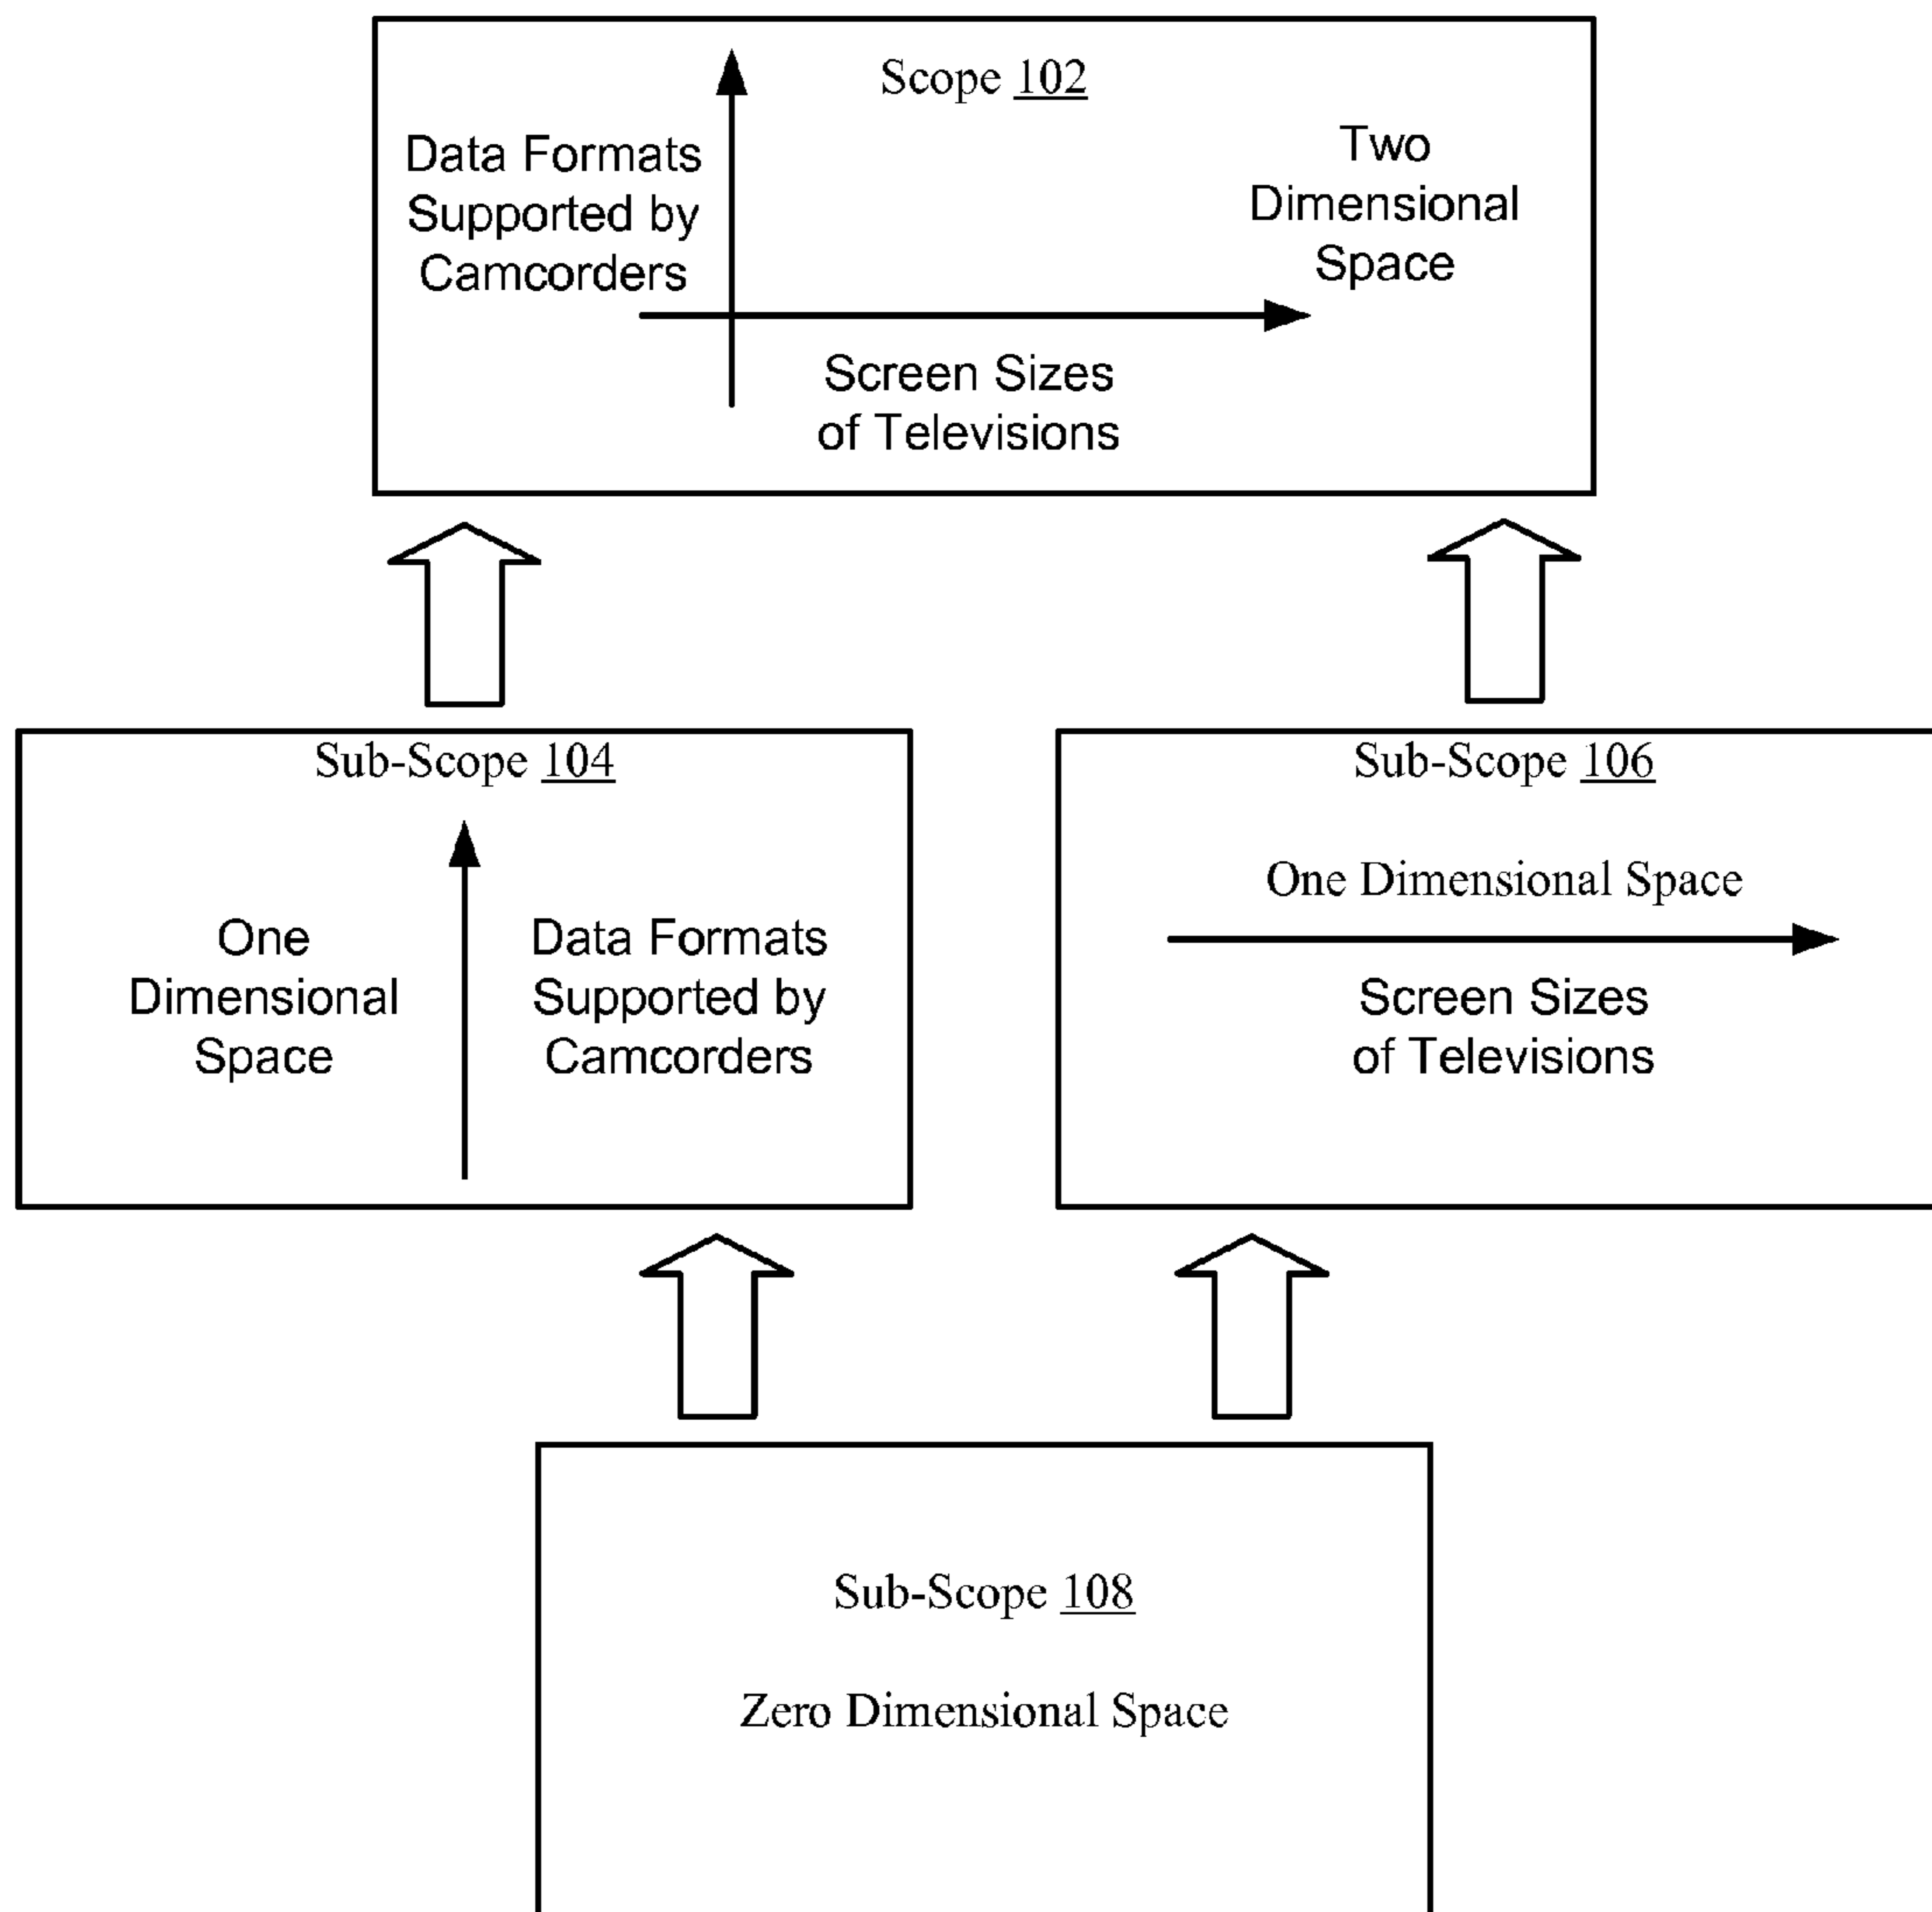 Scope 102
Data Formats
Supported by
Camcorders
Two
Dimensional
Space
Screen Sizes
of Televisions
Sub-Scope 104
One
Dimensional
Space
Data Formats
Supported by
Camcorders
Sub-Scope 106
One Dimensional Space
Screen Sizes
of Televisions
Sub-Scope 108
Zero Dimensional Space